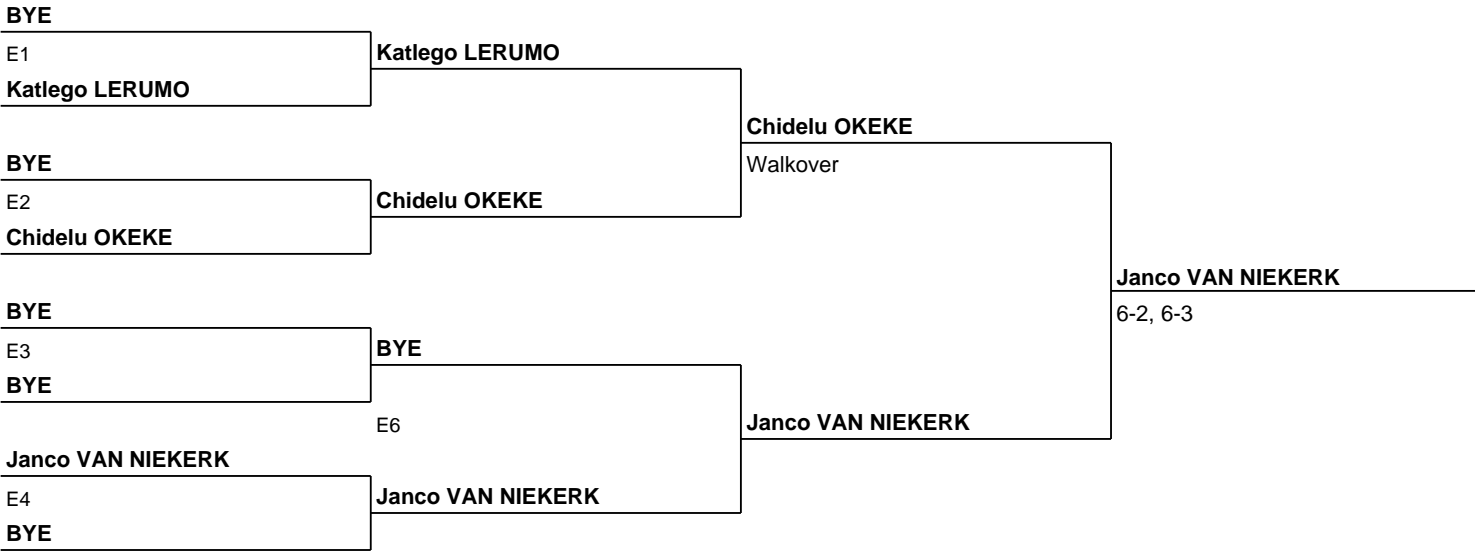 BYE
E1
Katlego LERUMO
Katlego LERUMO
BYE
E2
Chidelu OKEKE
Chidelu OKEKE
Chidelu OKEKE
Walkover
BYE
E3
BYE
BYE
E6
Janco VAN NIEKERK
E4
BYE
Janco VAN NIEKERK
Janco VAN NIEKERK
Janco VAN NIEKERK
6-2, 6-3